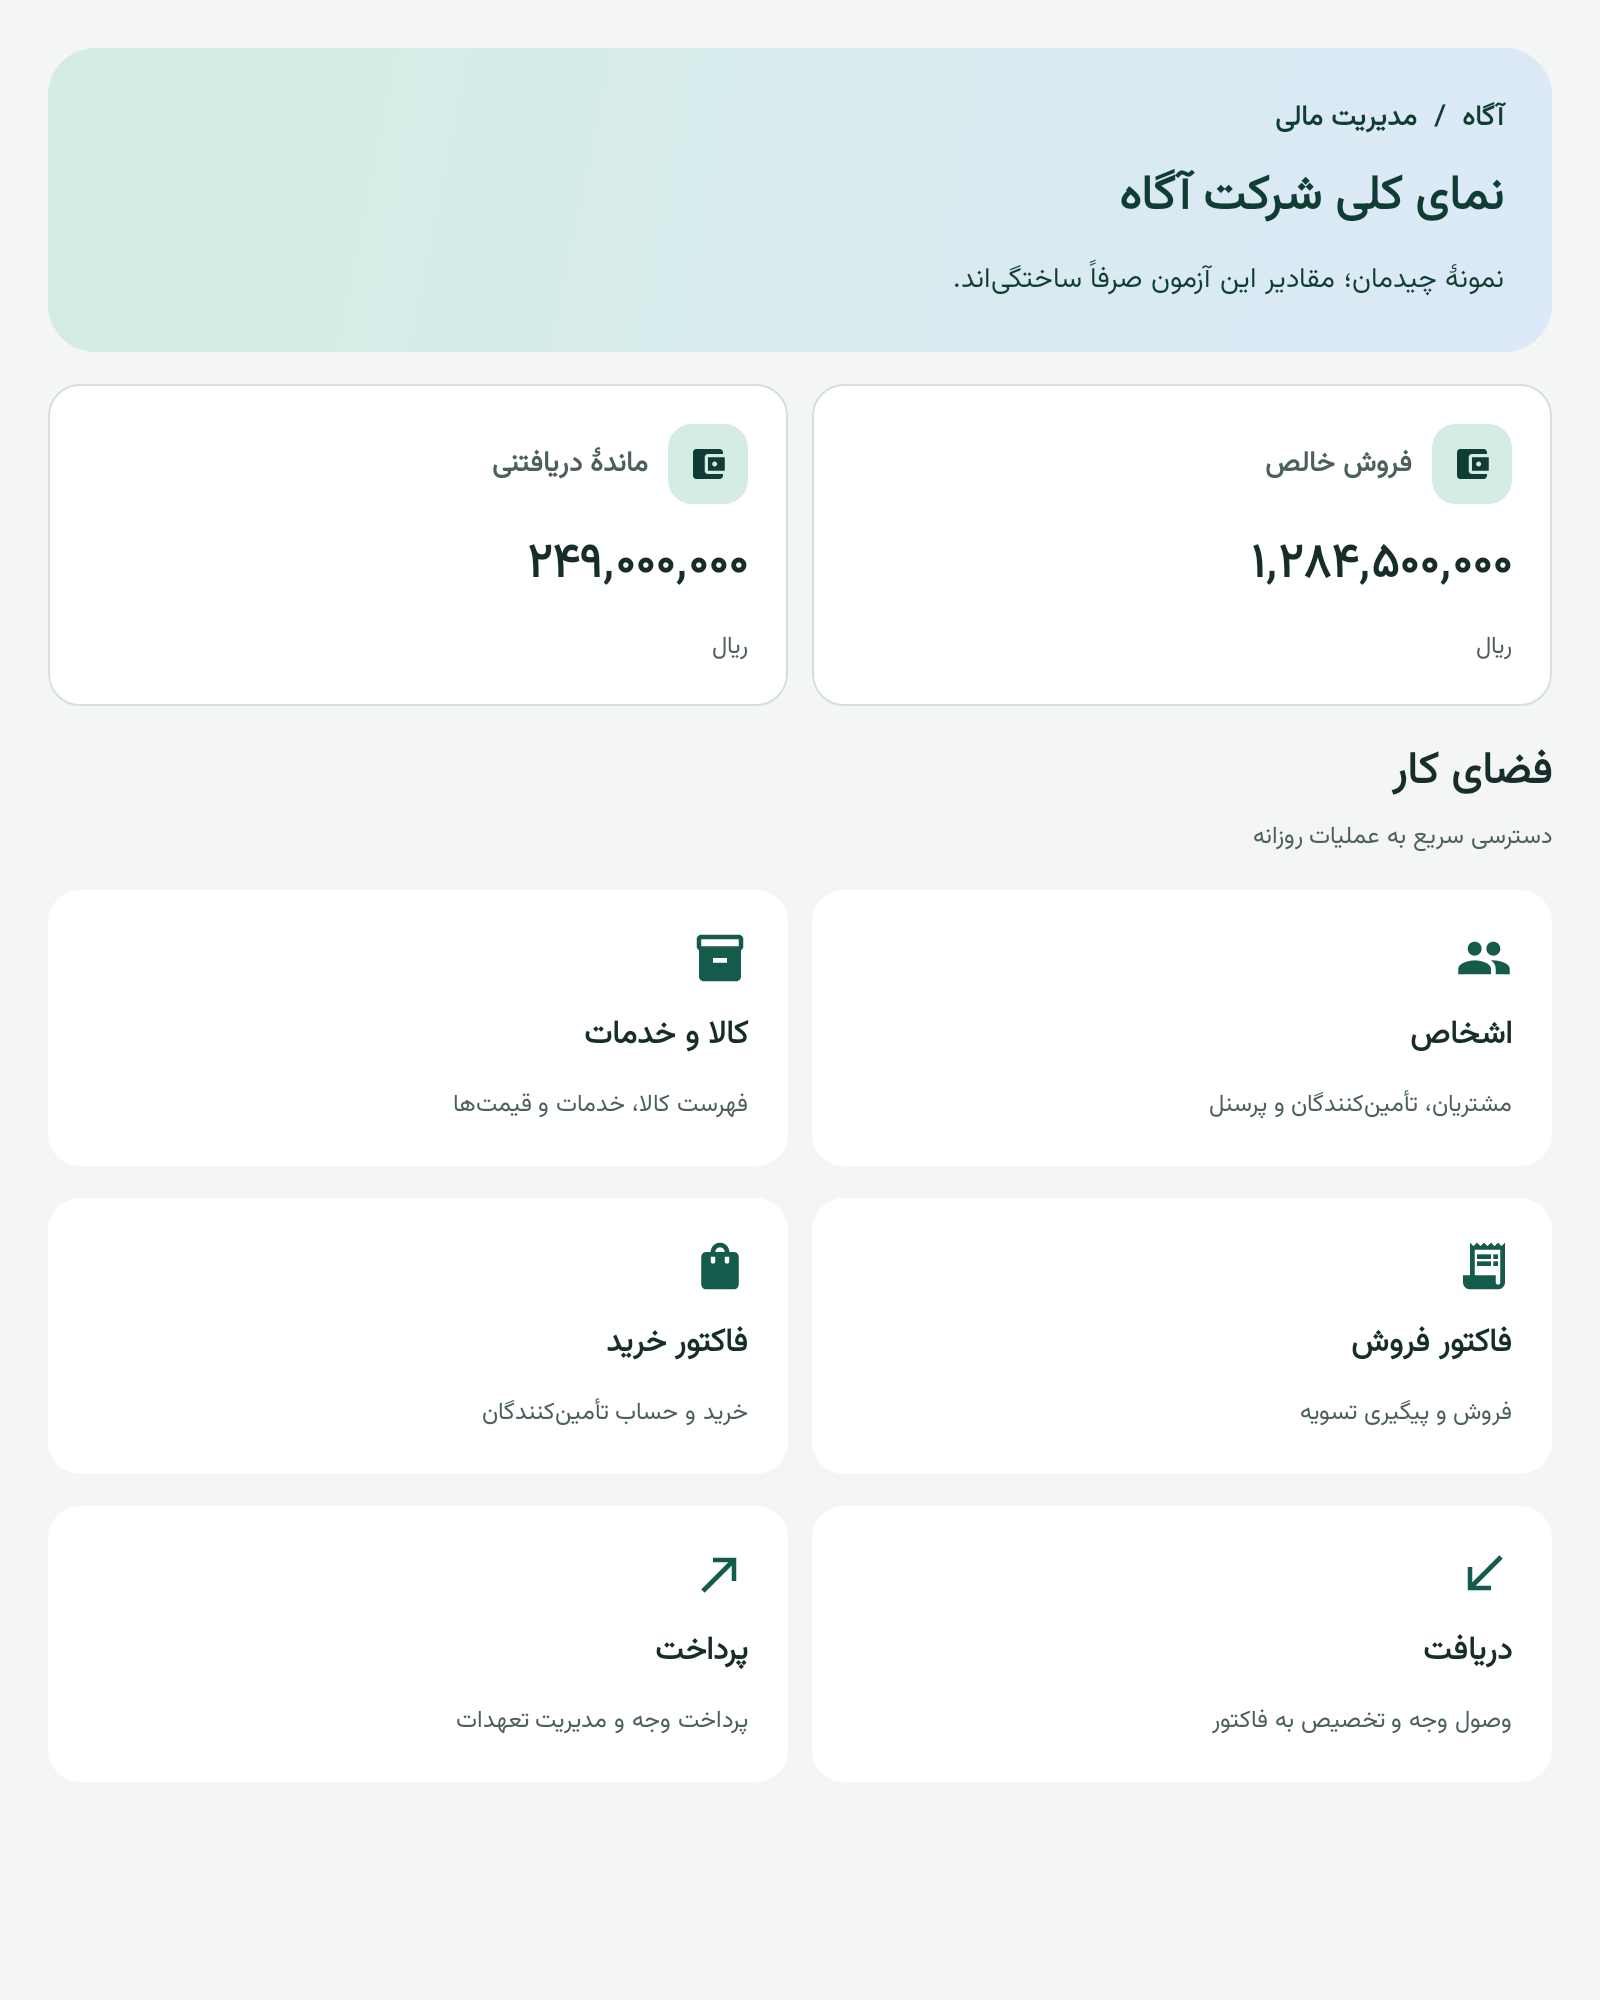 آگاه / مدیریت مالی
نمای کلی شرکت آگاه
نمونهٔ چیدمان؛ مقادیر این آزمون صرفاً ساختگی‌اند.
فروش خالص
۱,۲۸۴,۵۰۰,۰۰۰
ریال
ماندهٔ دریافتنی
۲۴۹,۰۰۰,۰۰۰
ریال
فضای کار
دسترسی سریع به عملیات روزانه
اشخاص
مشتریان، تأمین‌کنندگان و پرسنل
کالا و خدمات
فهرست کالا، خدمات و قیمت‌ها
فاکتور فروش
فروش و پیگیری تسویه
فاکتور خرید
خرید و حساب تأمین‌کنندگان
دریافت
وصول وجه و تخصیص به فاکتور
پرداخت
پرداخت وجه و مدیریت تعهدات